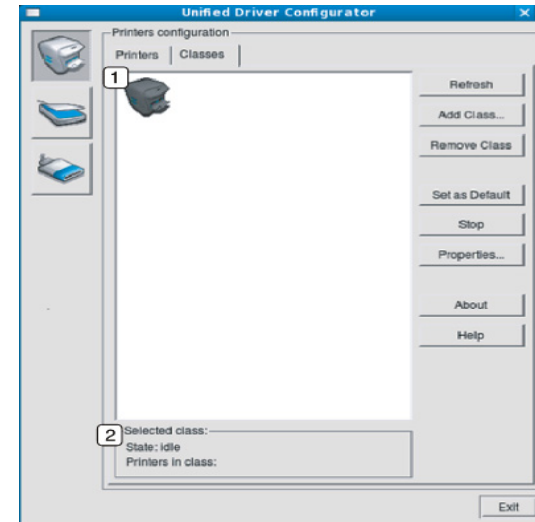 Unified Driver Configurator
Printers configuration
Printers
Classes
1
Refresh
Add Class...
Remove Class
Set as Default
Stop
Properties...
About
Help
2
Selected class:
State: idle
Printers in class:
Exit